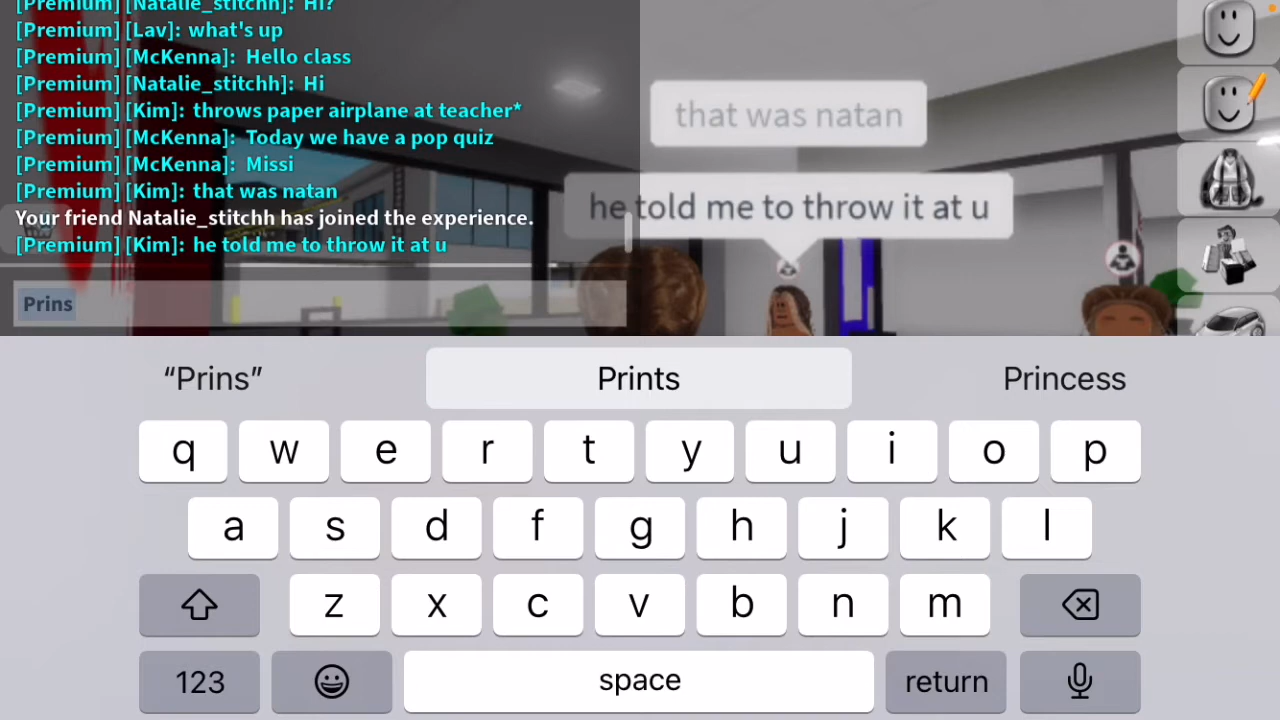 [Premium] [Natalie_stitchh]: Hi?
[Premium] [Lav]: what's up
[Premium] [McKenna]: Hello class
[Premium] [Natalie_stitchh]: Hi
[Premium] [Kim]: throws paper airplane at teacher*
[Premium] [McKenna]: Today we have a pop quiz
[Premium] [McKenna]: Missi
[Premium] [Kim]: that was natan
Your friend Natalie_stitchh has joined the experience.
[Premium] [Kim]: he told me to throw it at u
that was natan
he told me to throw it at u
Prins
“Prins” Prints Princess
q w e r t y u i o p
a s d f g h j k l
z x c v b n m
123 space return